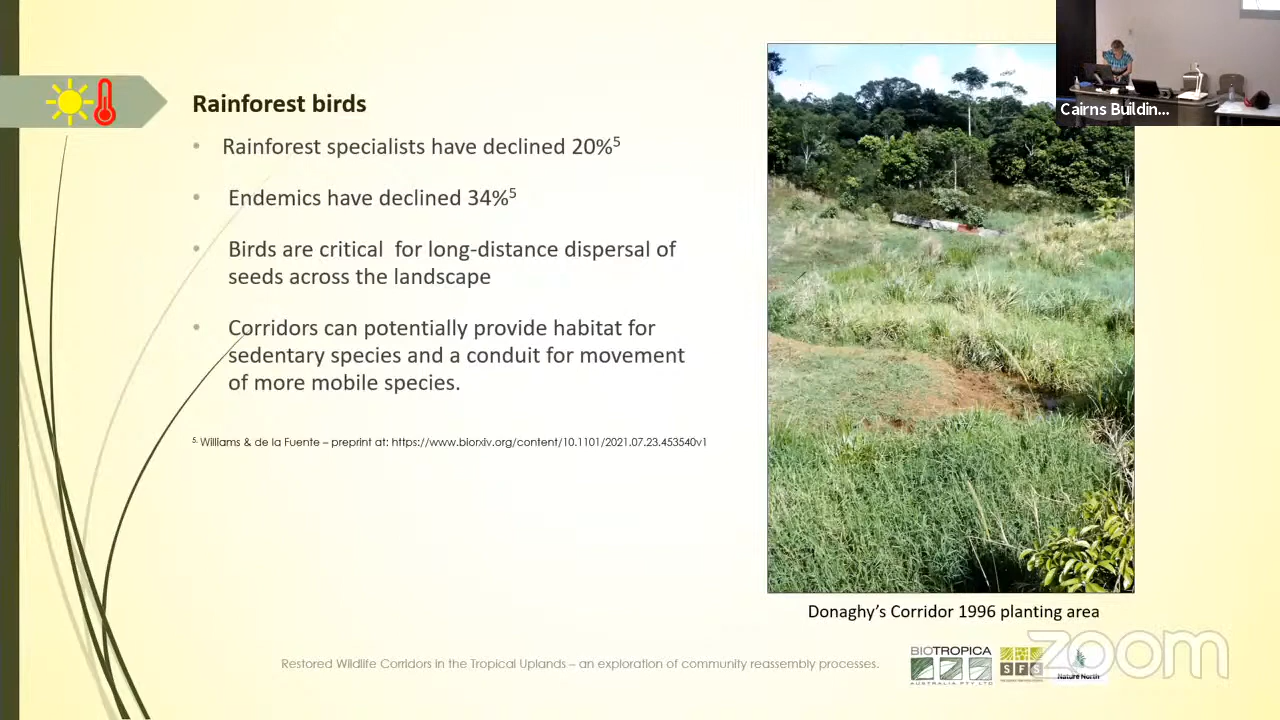 Cairns Buildin...
Rainforest birds
• Rainforest specialists have declined 20%⁵
• Endemics have declined 34%⁵
• Birds are critical for long-distance dispersal of
seeds across the landscape
• Corridors can potentially provide habitat for
sedentary species and a conduit for movement
of more mobile species.
⁵· Williams & de la Fuente – preprint at: https://www.biorxiv.org/content/10.1101/2021.07.23.453540v1
Donaghy's Corridor 1996 planting area
Restored Wildlife Corridors in the Tropical Uplands – an exploration of community reassembly processes.
BIOTROPICA
AUSTRALIA PTY LTD
SFS
Nature North
zoom